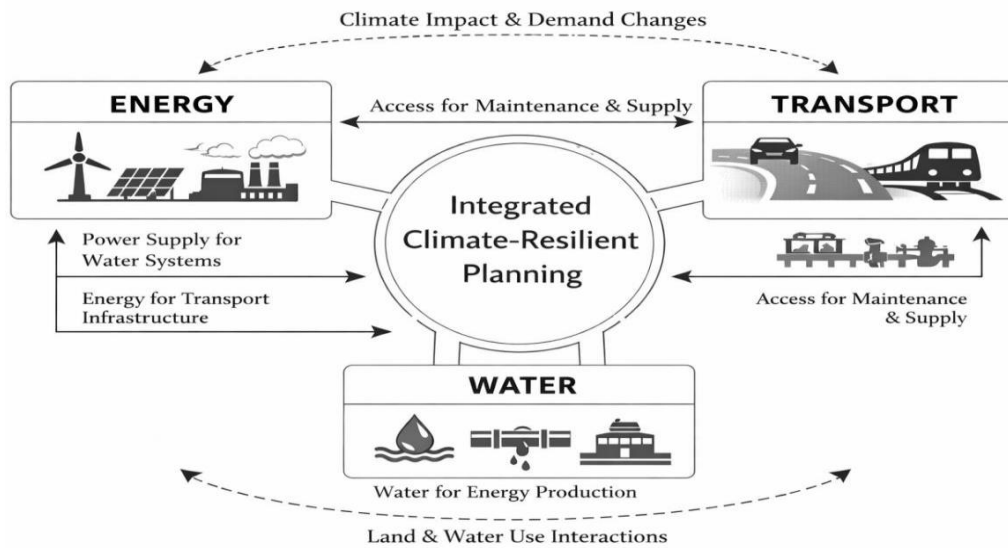 Climate Impact & Demand Changes
ENERGY
Access for Maintenance & Supply
TRANSPORT
Integrated
Climate-Resilient
Planning
Power Supply for
Water Systems
Energy for Transport
Infrastructure
Access for Maintenance
& Supply
WATER
Water for Energy Production
Land & Water Use Interactions